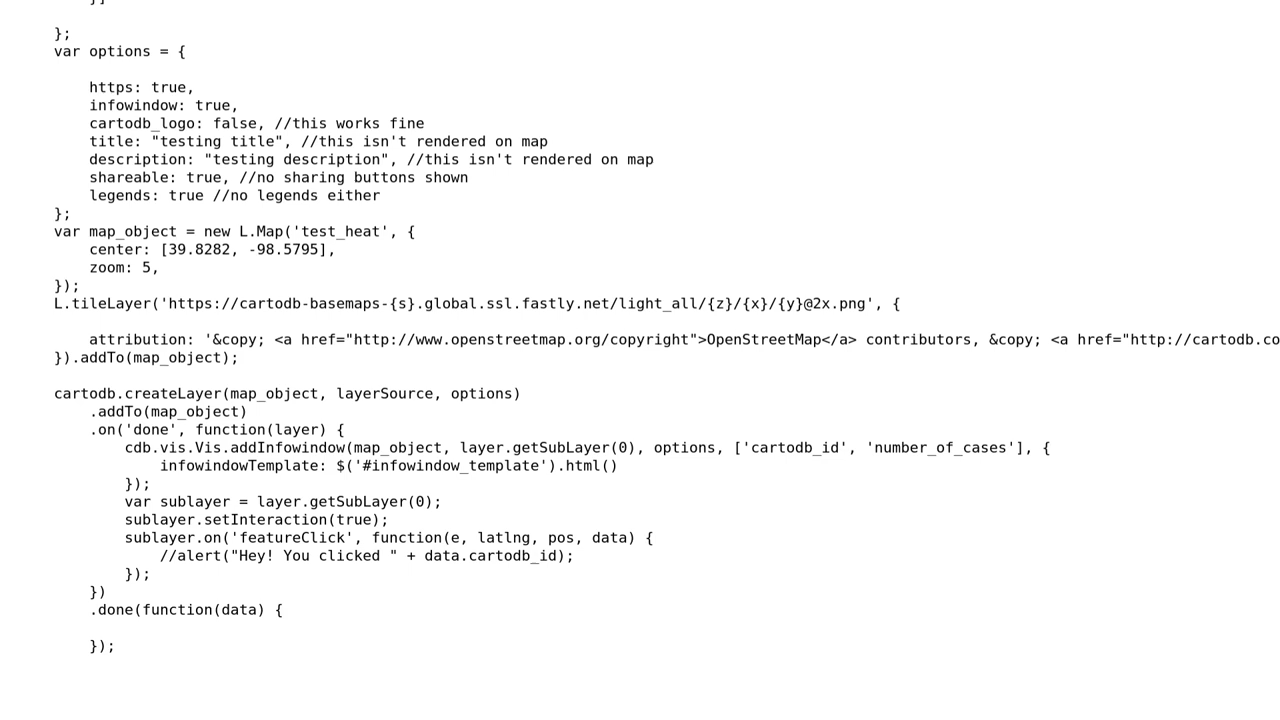 };
var options = {
https: true,
infowindow: true,
cartodb_logo: false, //this works fine
title: "testing title", //this isn't rendered on map
description: "testing description", //this isn't rendered on map
shareable: true, //no sharing buttons shown
legends: true //no legends either
};
var map_object = new L.Map('test_heat', {
center: [39.8282, -98.5795],
zoom: 5,
});
L.tileLayer('https://cartodb-basemaps-{s}.global.ssl.fastly.net/light_all/{z}/{x}/{y}@2x.png', {
attribution: '&copy; <a href="http://www.openstreetmap.org/copyright">OpenStreetMap</a> contributors, &copy; <a href="http://cartodb.co
}).addTo(map_object);
cartodb.createLayer(map_object, layerSource, options)
.addTo(map_object)
.on('done', function(layer) {
cdb.vis.Vis.addInfowindow(map_object, layer.getSubLayer(0), options, ['cartodb_id', 'number_of_cases'], {
infowindowTemplate: $('#infowindow_template').html()
});
var sublayer = layer.getSubLayer(0);
sublayer.setInteraction(true);
sublayer.on('featureClick', function(e, latlng, pos, data) {
//alert("Hey! You clicked " + data.cartodb_id);
});
})
.done(function(data) {
});